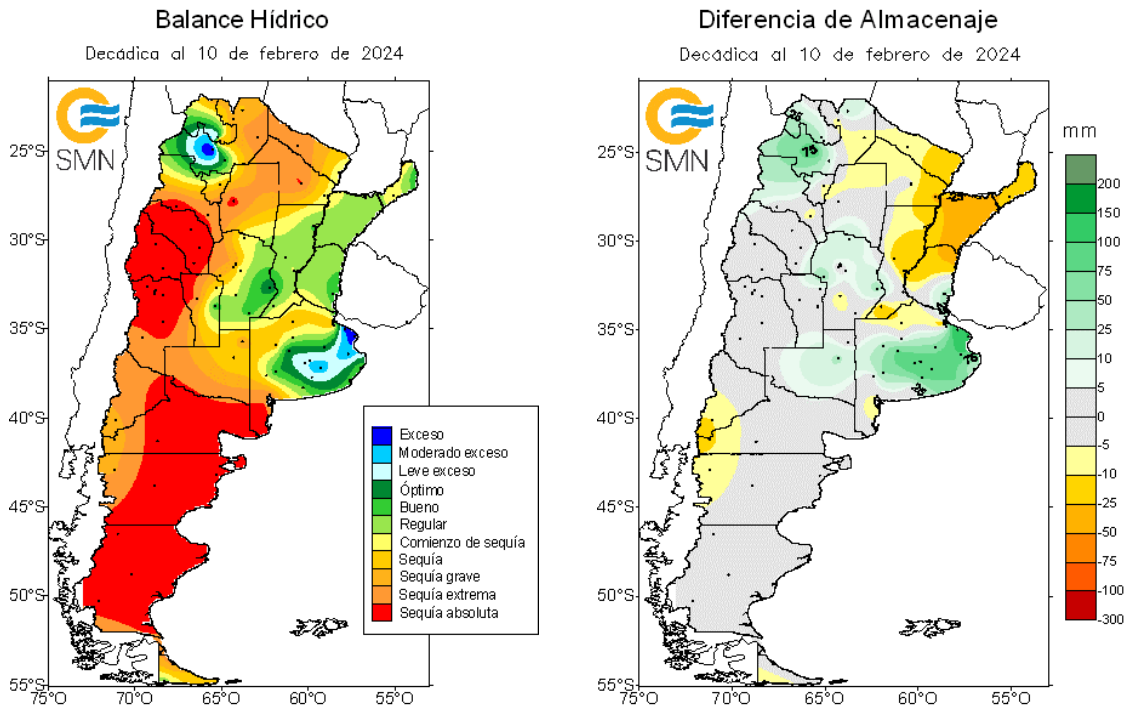 Balance Hídrico
Decádica al 10 de febrero de 2024
SMN
25°S
30°S
35°S
40°S
45°S
50°S
55°S
75°O
70°O
65°O
60°O
55°O
Exceso
Moderado exceso
Leve exceso
Óptimo
Bueno
Regular
Comienzo de sequía
Sequía
Sequía grave
Sequía extrema
Sequía absoluta
Diferencia de Almacenaje
Decádica al 10 de febrero de 2024
SMN
25
75
75
25°S
30°S
35°S
40°S
45°S
50°S
55°S
75°O
70°O
65°O
60°O
55°O
mm
200
150
100
75
50
25
10
5
0
-5
-10
-25
-50
-75
-100
-300